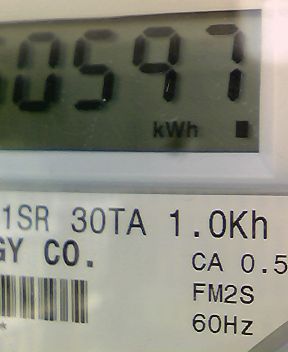 0597
kWh
1SR 30TA 1.0Kh
GY CO.
CA 0.5
FM2S
60Hz